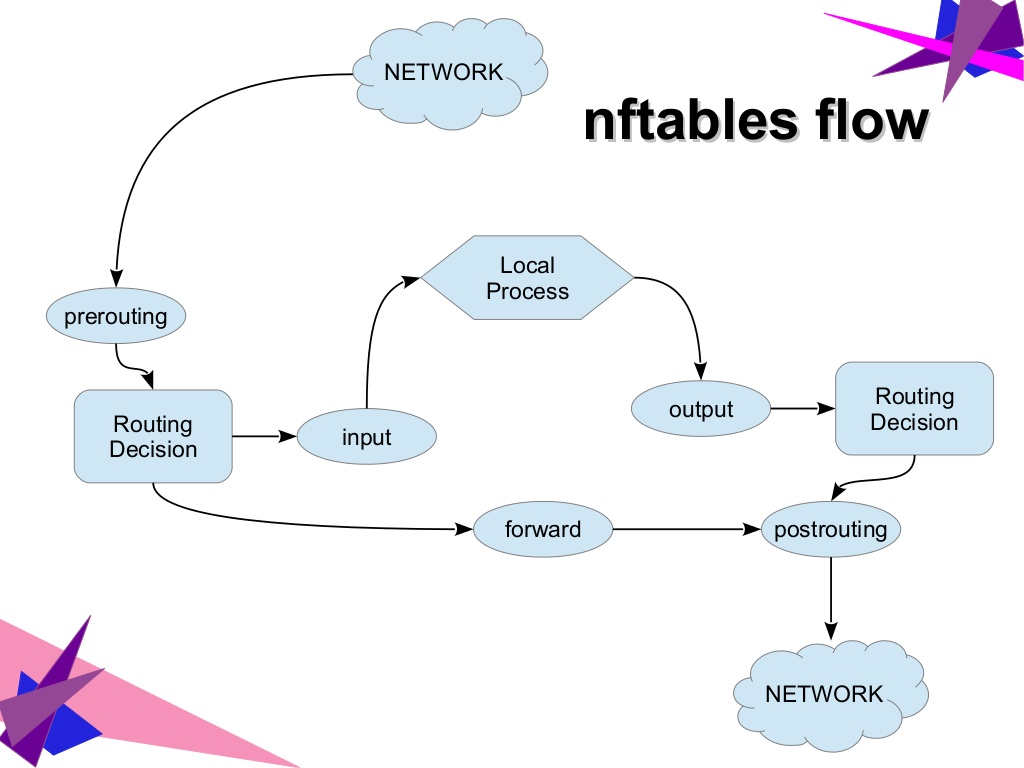 NETWORK
nftables flow
Local
Process
prerouting
Routing
Decision
input
output
Routing
Decision
forward
postrouting
NETWORK